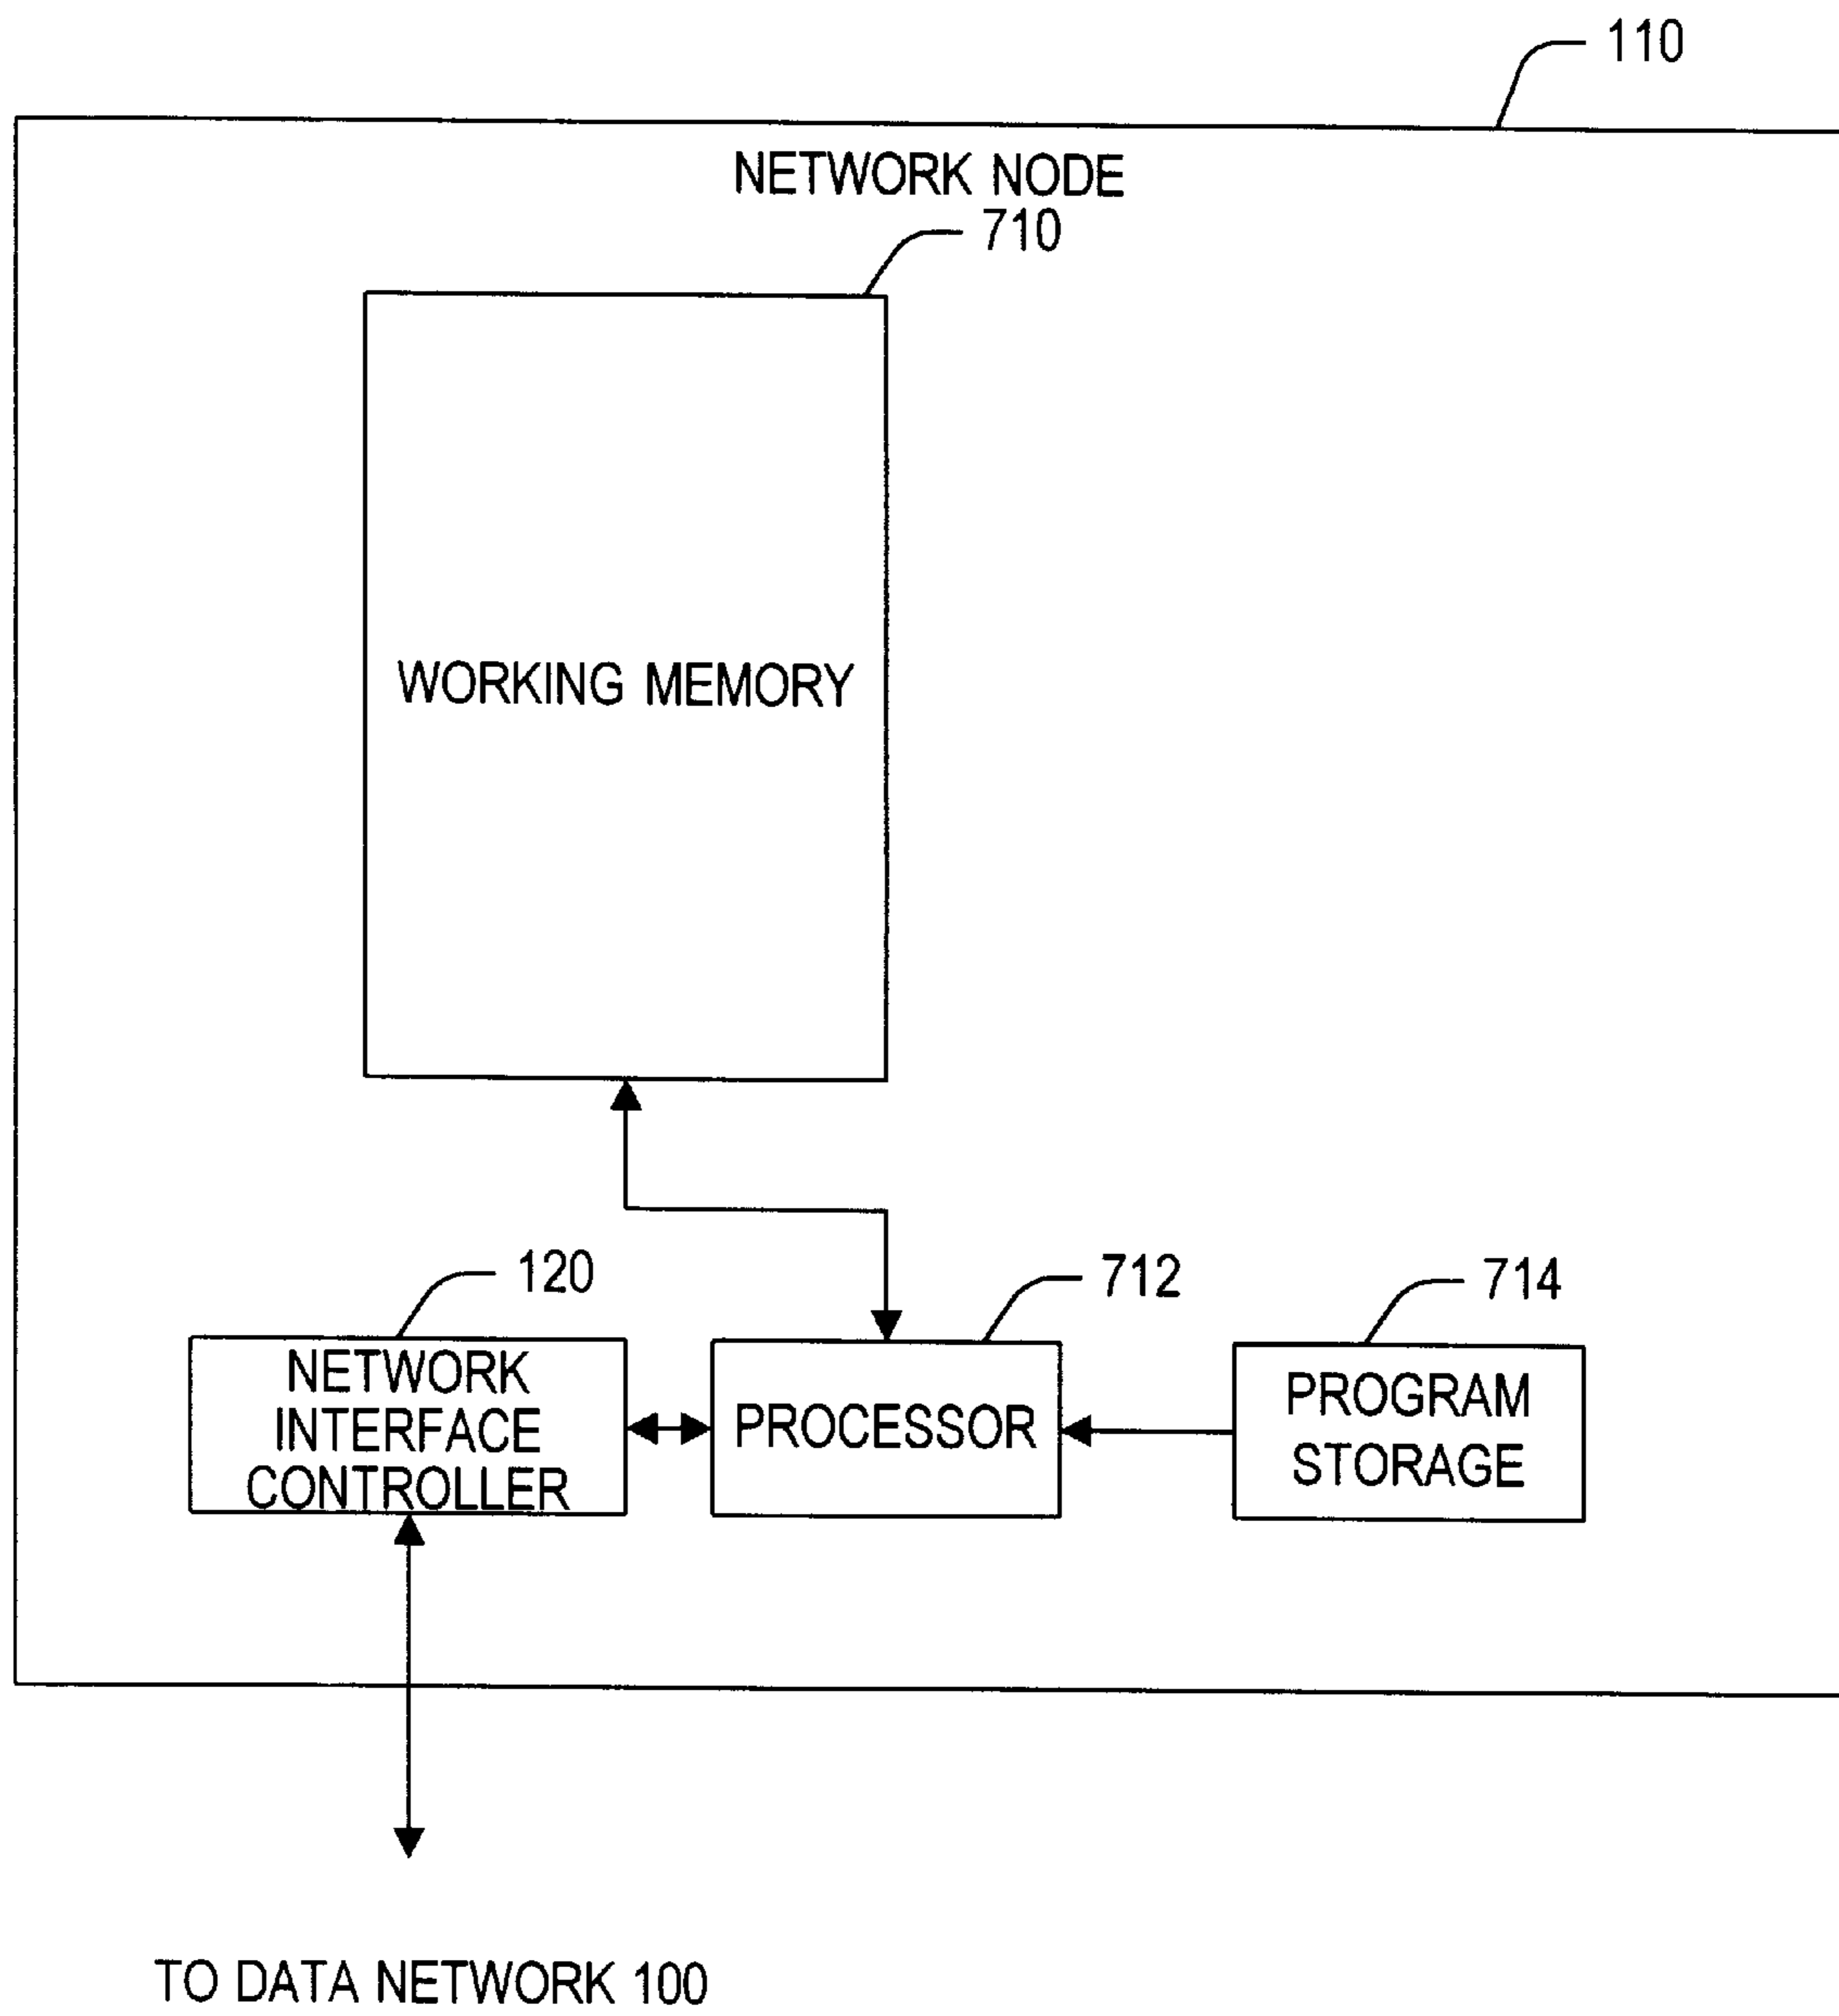 110
NETWORK NODE
710
WORKING MEMORY
120
712
714
NETWORK
INTERFACE
CONTROLLER
PROCESSOR
PROGRAM
STORAGE
TO DATA NETWORK 100